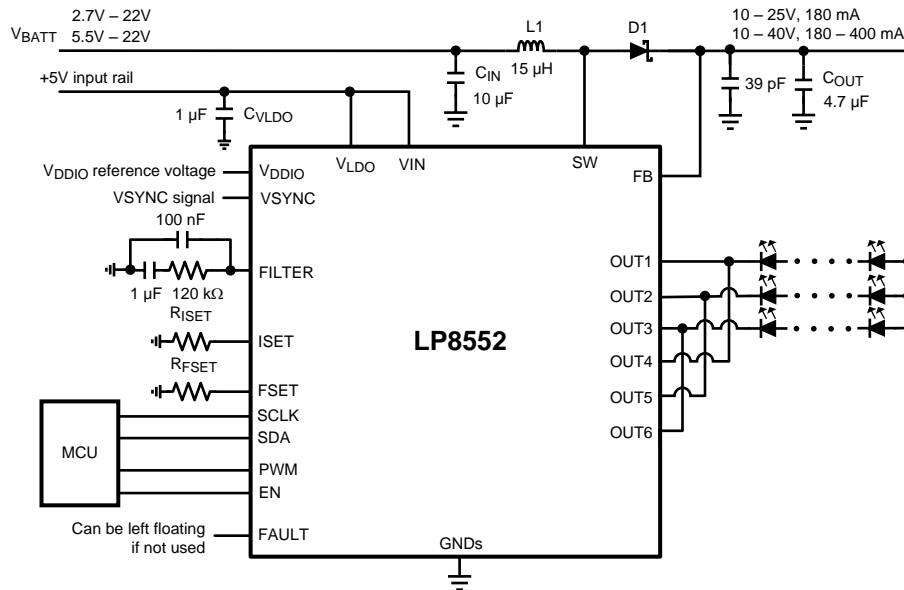 2.7V – 22V
VBATT 5.5V – 22V
L1
15 µH
D1
10 – 25V, 180 mA
10 – 40V, 180 – 400 mA
+5V input rail
CIN
10 µF
39 pF
COUT
4.7 µF
1 µF
CVLDO
VDDIO reference voltage
VDDIO
VLDO
VIN
SW
FB
VSYNC signal
VSYNC
100 nF
FILTER
1 µF
120 kΩ
RISET
ISET
RFSET
FSET
LP8552
OUT1
OUT2
OUT3
OUT4
OUT5
OUT6
MCU
SCLK
SDA
PWM
EN
Can be left floating
if not used
FAULT
GNDs